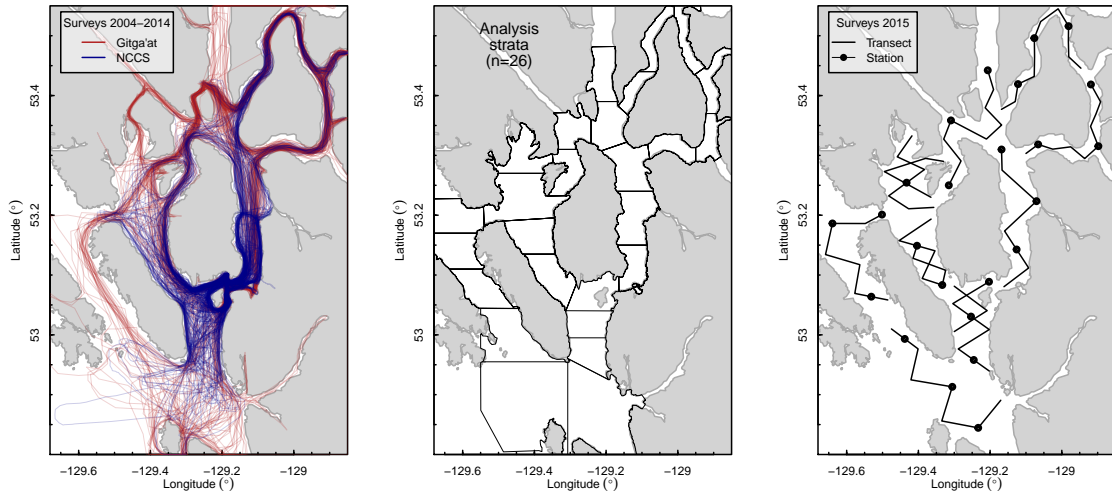 Surveys 2004−2014
Gitga'at
NCCS
53.4
53.2
53
Latitude (°)
−129.6
−129.4
−129.2
−129
Longitude (°)
Analysis
strata
(n=26)
53.4
53.2
53
Latitude (°)
−129.6
−129.4
−129.2
−129
Longitude (°)
Surveys 2015
Transect
Station
53.4
53.2
53
Latitude (°)
−129.6
−129.4
−129.2
−129
Longitude (°)